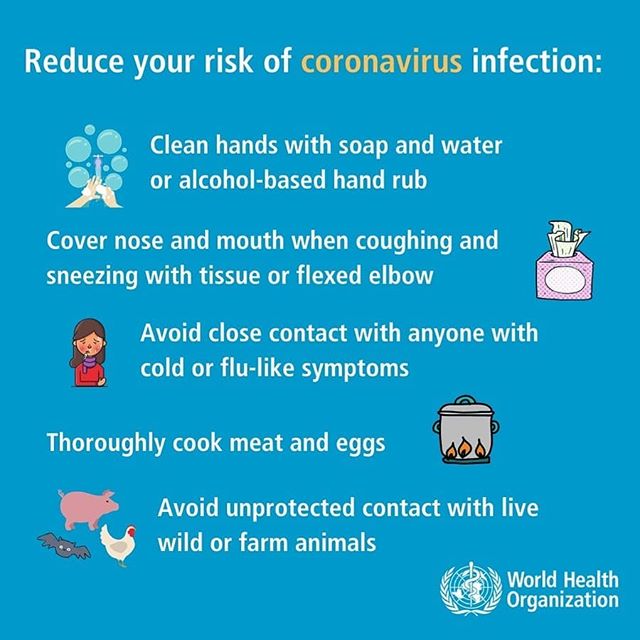 Reduce your risk of coronavirus infection:
Clean hands with soap and water
or alcohol-based hand rub
Cover nose and mouth when coughing and
sneezing with tissue or flexed elbow
Avoid close contact with anyone with
cold or flu-like symptoms
Thoroughly cook meat and eggs
Avoid unprotected contact with live
wild or farm animals
World Health
Organization